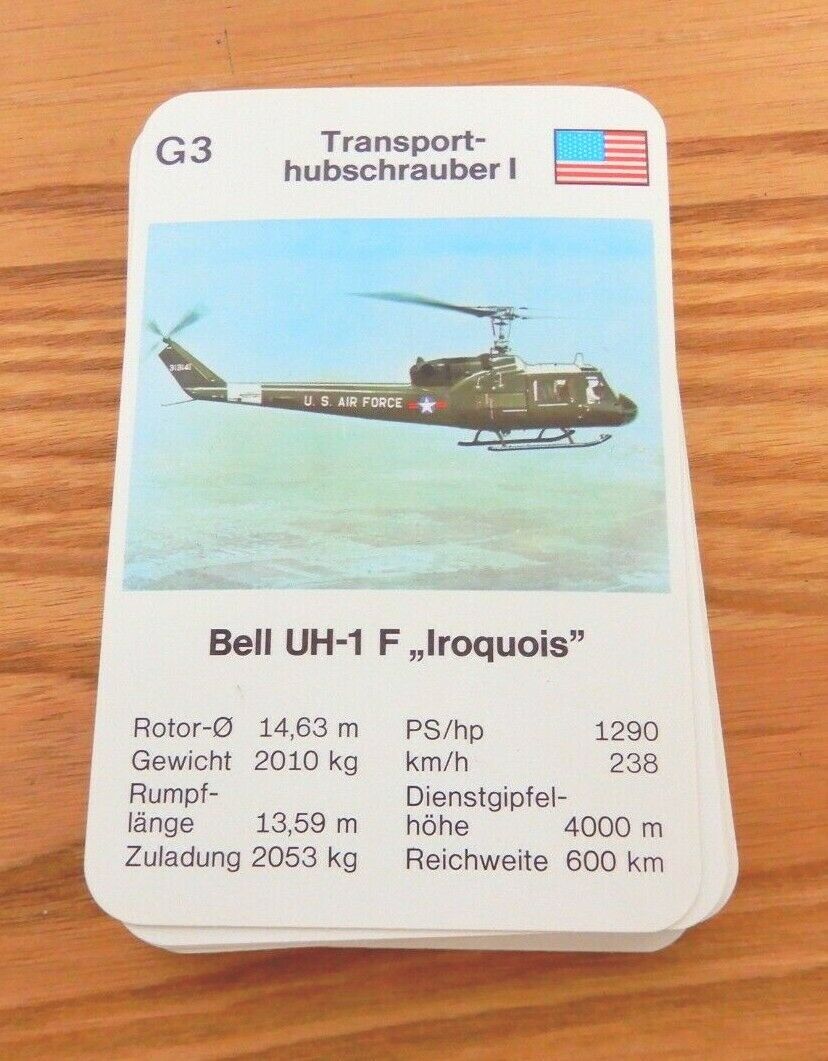 G3
Transport-
hubschrauber I
313141
U. S. AIR FORCE
Bell UH-1 F „Iroquois”
Rotor-Ø 14,63 m
Gewicht 2010 kg
Rumpf-
länge 13,59 m
Zuladung 2053 kg
PS/hp 1290
km/h 238
Dienstgipfel-
höhe 4000 m
Reichweite 600 km